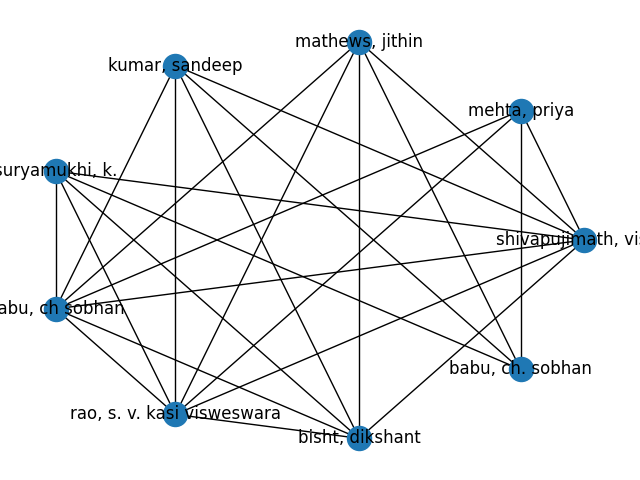 mathews, jithin
kumar, sandeep
mehta, priya
suryamukhi, k.
shivapujimath, vis
abu, ch sobhan
babu, ch. sobhan
rao, s. v. kasi visweswara
bisht, dikshant